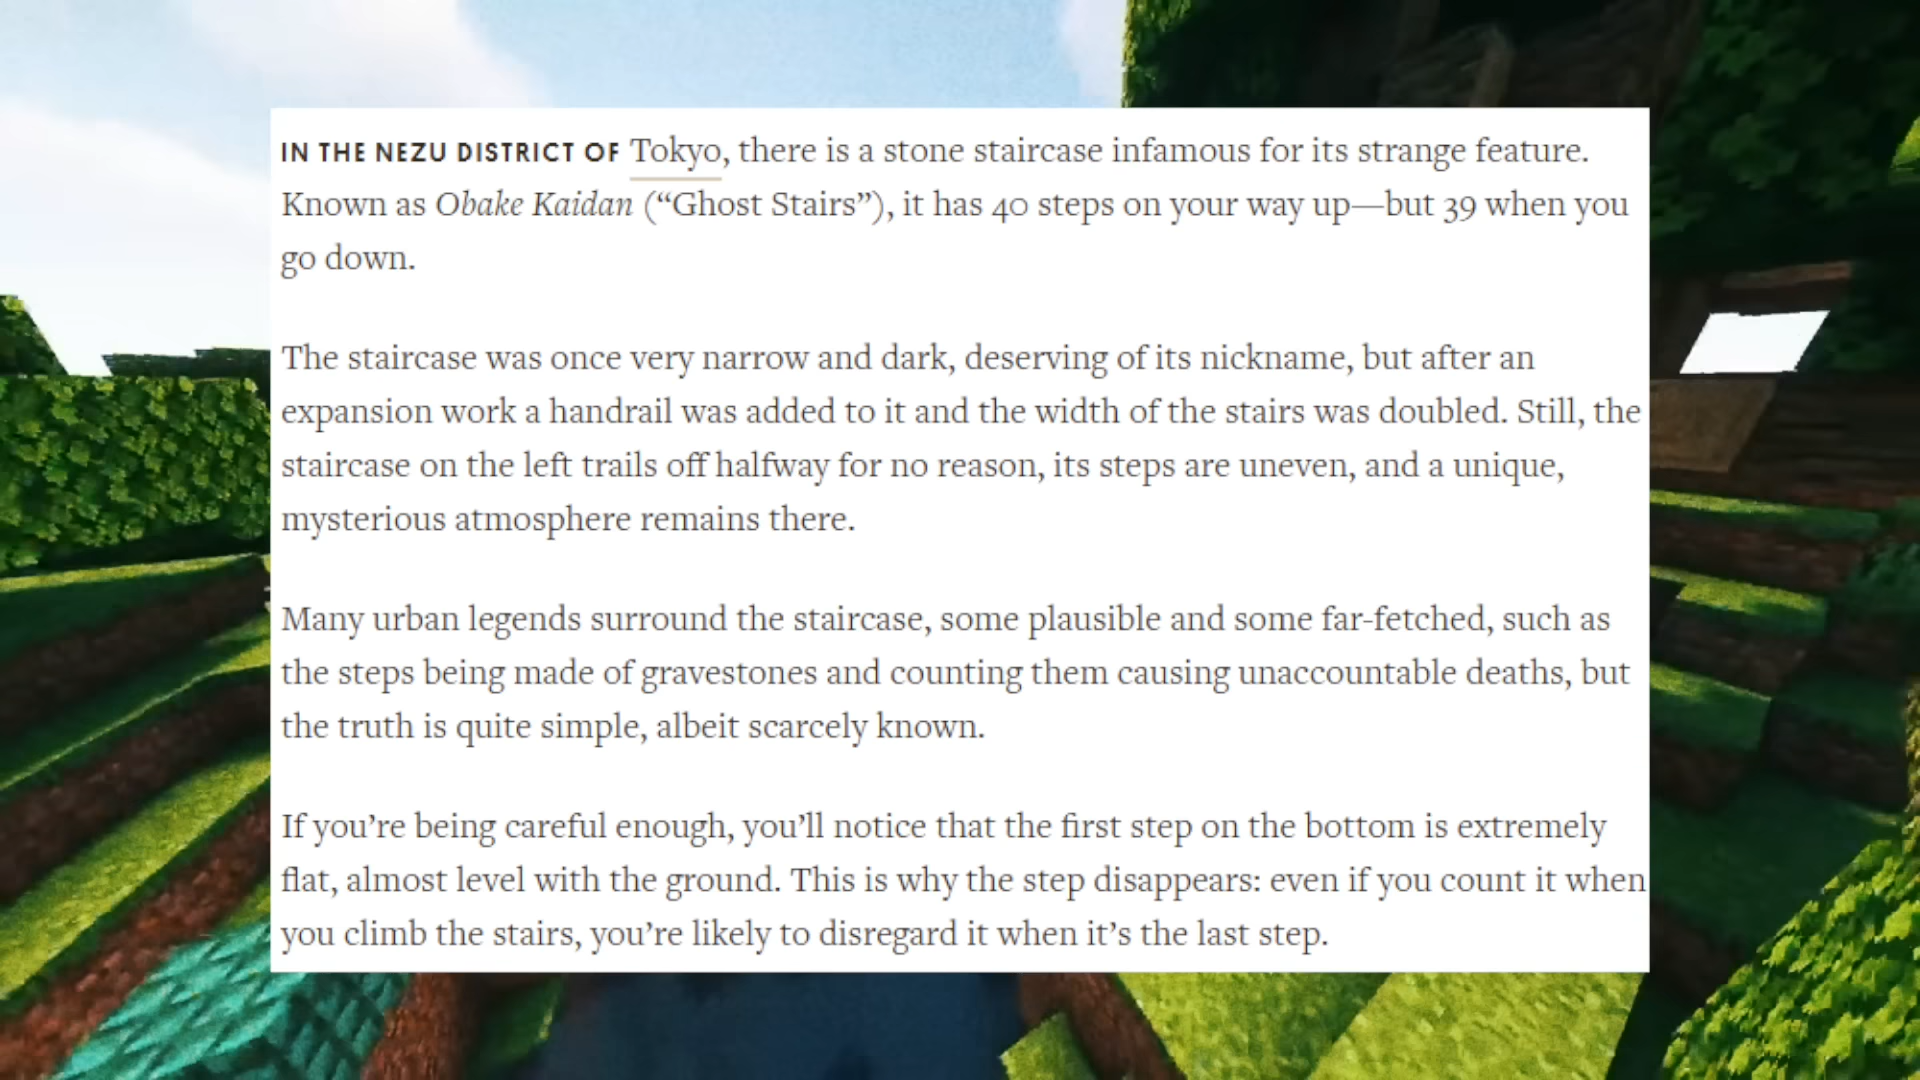 IN THE NEZU DISTRICT OF Tokyo, there is a stone staircase infamous for its strange feature.
Known as Obake Kaidan (“Ghost Stairs”), it has 40 steps on your way up—but 39 when you
go down.
The staircase was once very narrow and dark, deserving of its nickname, but after an
expansion work a handrail was added to it and the width of the stairs was doubled. Still, the
staircase on the left trails off halfway for no reason, its steps are uneven, and a unique,
mysterious atmosphere remains there.
Many urban legends surround the staircase, some plausible and some far-fetched, such as
the steps being made of gravestones and counting them causing unaccountable deaths, but
the truth is quite simple, albeit scarcely known.
If you’re being careful enough, you’ll notice that the first step on the bottom is extremely
flat, almost level with the ground. This is why the step disappears: even if you count it when
you climb the stairs, you’re likely to disregard it when it’s the last step.